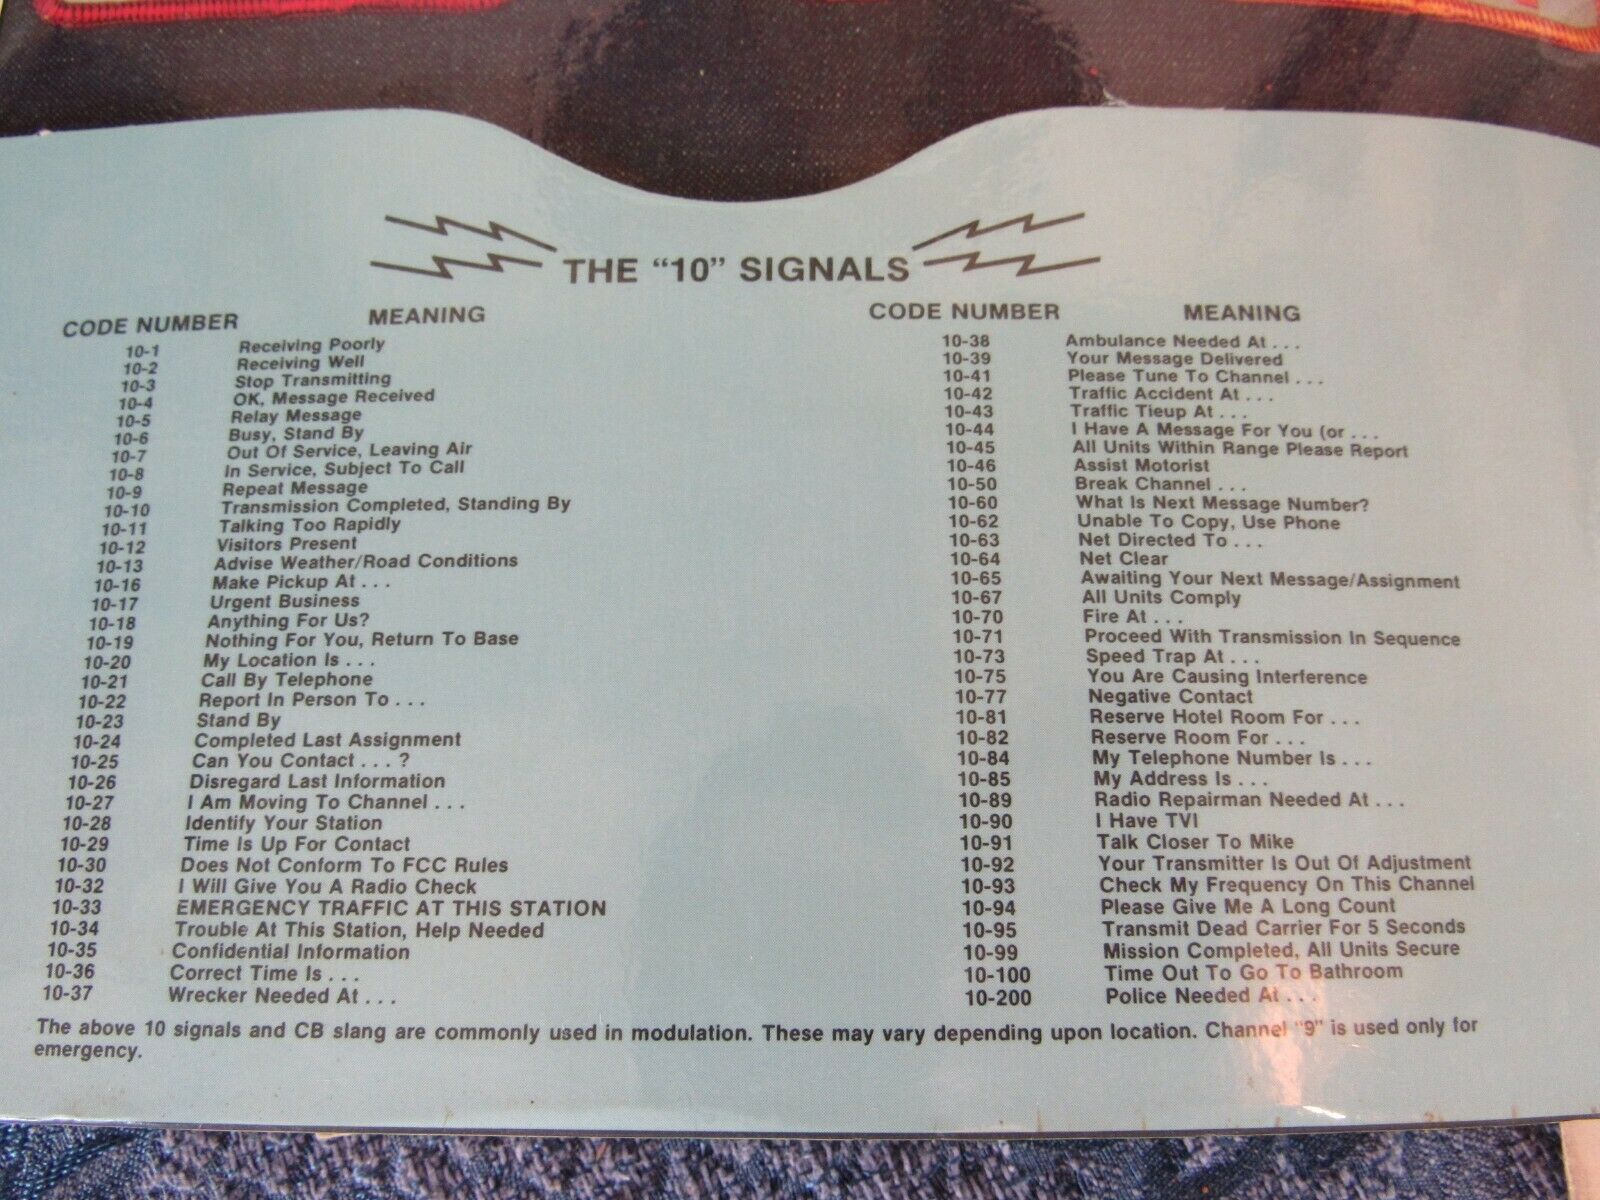 THE "10" SIGNALS
CODE NUMBER MEANING
10-1 Receiving Poorly
10-2 Receiving Well
10-3 Stop Transmitting
10-4 OK, Message Received
10-5 Relay Message
10-6 Busy, Stand By
10-7 Out Of Service, Leaving Air
10-8 In Service, Subject To Call
10-9 Repeat Message
10-10 Transmission Completed, Standing By
10-11 Talking Too Rapidly
10-12 Visitors Present
10-13 Advise Weather/Road Conditions
10-16 Make Pickup At . . .
10-17 Urgent Business
10-18 Anything For Us?
10-19 Nothing For You, Return To Base
10-20 My Location Is . . .
10-21 Call By Telephone
10-22 Report In Person To . . .
10-23 Stand By
10-24 Completed Last Assignment
10-25 Can You Contact . . . ?
10-26 Disregard Last Information
10-27 I Am Moving To Channel . . .
10-28 Identify Your Station
10-29 Time Is Up For Contact
10-30 Does Not Conform To FCC Rules
10-32 I Will Give You A Radio Check
10-33 EMERGENCY TRAFFIC AT THIS STATION
10-34 Trouble At This Station, Help Needed
10-35 Confidential Information
10-36 Correct Time Is . . .
10-37 Wrecker Needed At . . .
CODE NUMBER MEANING
10-38 Ambulance Needed At . . .
10-39 Your Message Delivered
10-41 Please Tune To Channel . . .
10-42 Traffic Accident At . . .
10-43 Traffic Tieup At . . .
10-44 I Have A Message For You (or . . .
10-45 All Units Within Range Please Report
10-46 Assist Motorist
10-50 Break Channel . . .
10-60 What Is Next Message Number?
10-62 Unable To Copy, Use Phone
10-63 Net Directed To . . .
10-64 Net Clear
10-65 Awaiting Your Next Message/Assignment
10-67 All Units Comply
10-70 Fire At . . .
10-71 Proceed With Transmission In Sequence
10-73 Speed Trap At . . .
10-75 You Are Causing Interference
10-77 Negative Contact
10-81 Reserve Hotel Room For . . .
10-82 Reserve Room For . . .
10-84 My Telephone Number Is . . .
10-85 My Address Is . . .
10-89 Radio Repairman Needed At . . .
10-90 I Have TVI
10-91 Talk Closer To Mike
10-92 Your Transmitter Is Out Of Adjustment
10-93 Check My Frequency On This Channel
10-94 Please Give Me A Long Count
10-95 Transmit Dead Carrier For 5 Seconds
10-99 Mission Completed, All Units Secure
10-100 Time Out To Go To Bathroom
10-200 Police Needed At . . .
The above 10 signals and CB slang are commonly used in modulation. These may vary depending upon location. Channel "9" is used only for
emergency.